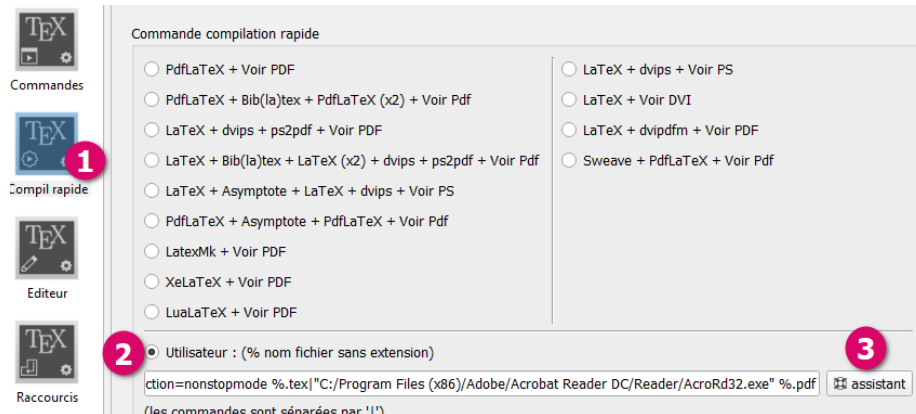 TEX
Commandes
TEX
1
Compil rapide
TEX
Editeur
TEX
Raccourcis
Commande compilation rapide
PdfLaTeX + Voir PDF
PdfLaTeX + Bib(la)tex + PdfLaTeX (x2) + Voir Pdf
LaTeX + dvips + ps2pdf + Voir PDF
LaTeX + Bib(la)tex + LaTeX (x2) + dvips + ps2pdf + Voir Pdf
LaTeX + Asymptote + LaTeX + dvips + Voir PS
PdfLaTeX + Asymptote + PdfLaTeX + Voir Pdf
LatexMk + Voir PDF
XeLaTeX + Voir PDF
LuaLaTeX + Voir PDF
LaTeX + dvips + Voir PS
LaTeX + Voir DVI
LaTeX + dvipdfm + Voir PDF
Sweave + PdfLaTeX + Voir Pdf
2
Utilisateur : (% nom fichier sans extension)
3
ction=nonstopmode %.tex|"C:/Program Files (x86)/Adobe/Acrobat Reader DC/Reader/AcroRd32.exe" %.pdf
assistant
(les commandes sont séparées par '|')